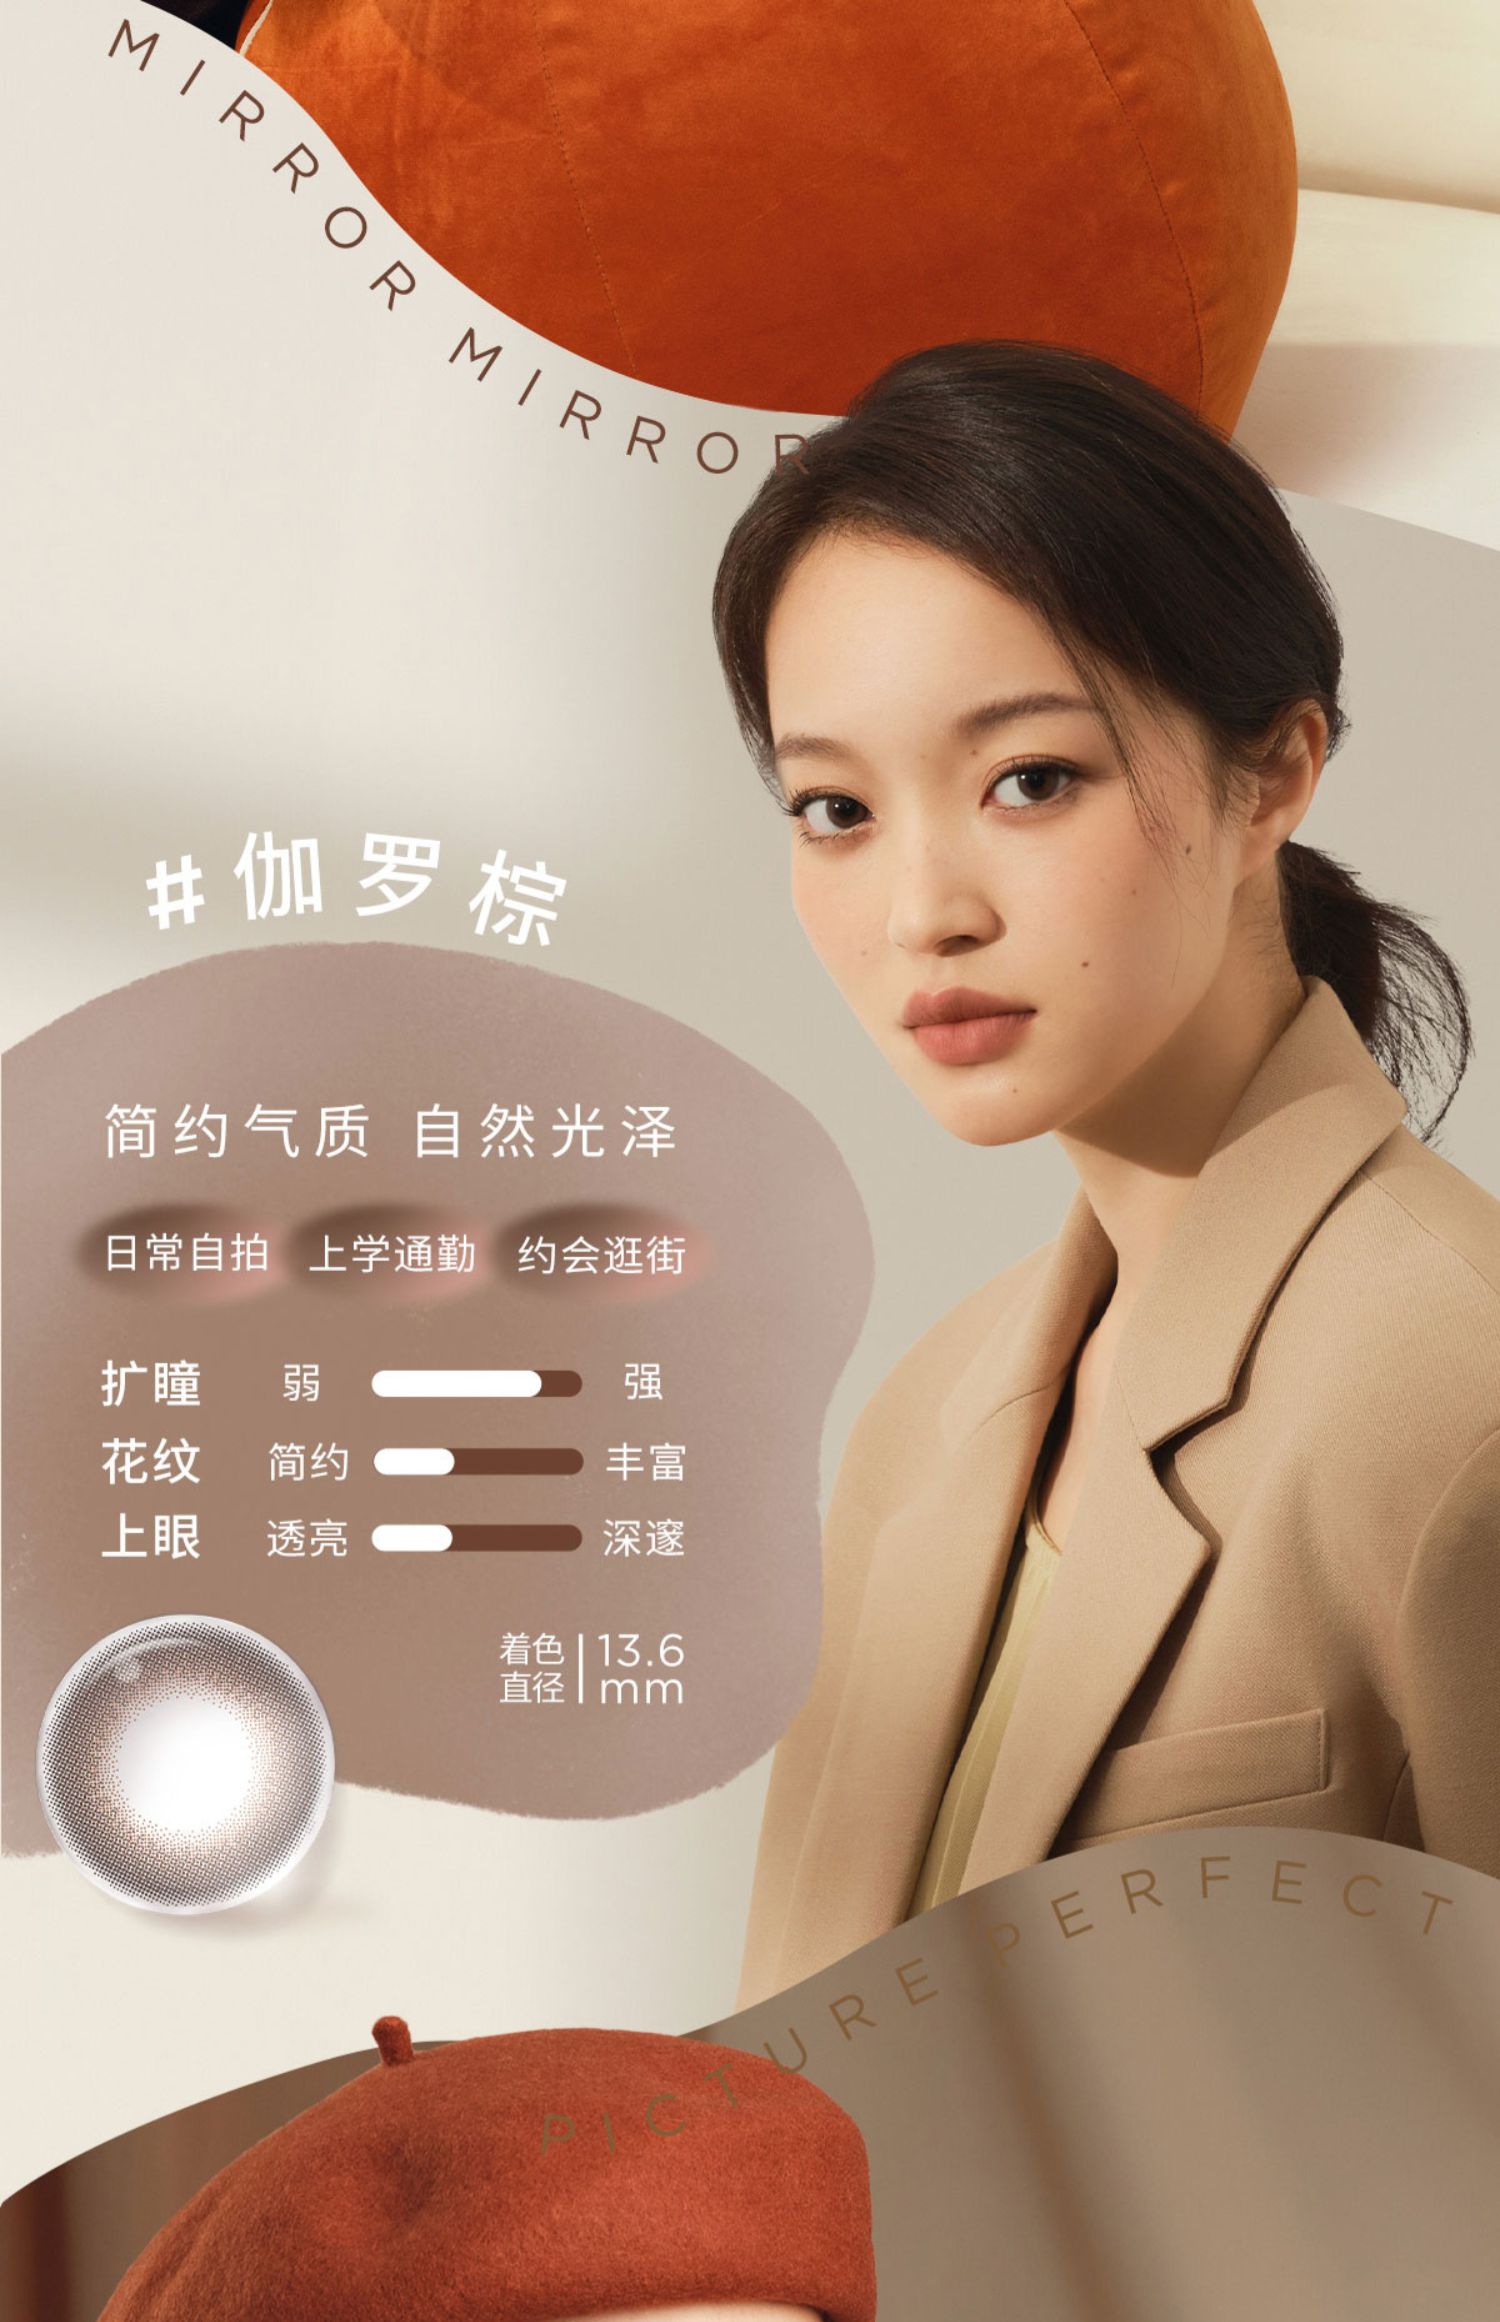 MIRROR MIRROR
#伽罗棕
简约气质 自然光泽
日常自拍 上学通勤 约会逛街
扩瞳 弱 强
花纹 简约 丰富
上眼 透亮 深邃
着色直径 13.6 mm
PICTURE PERFECT